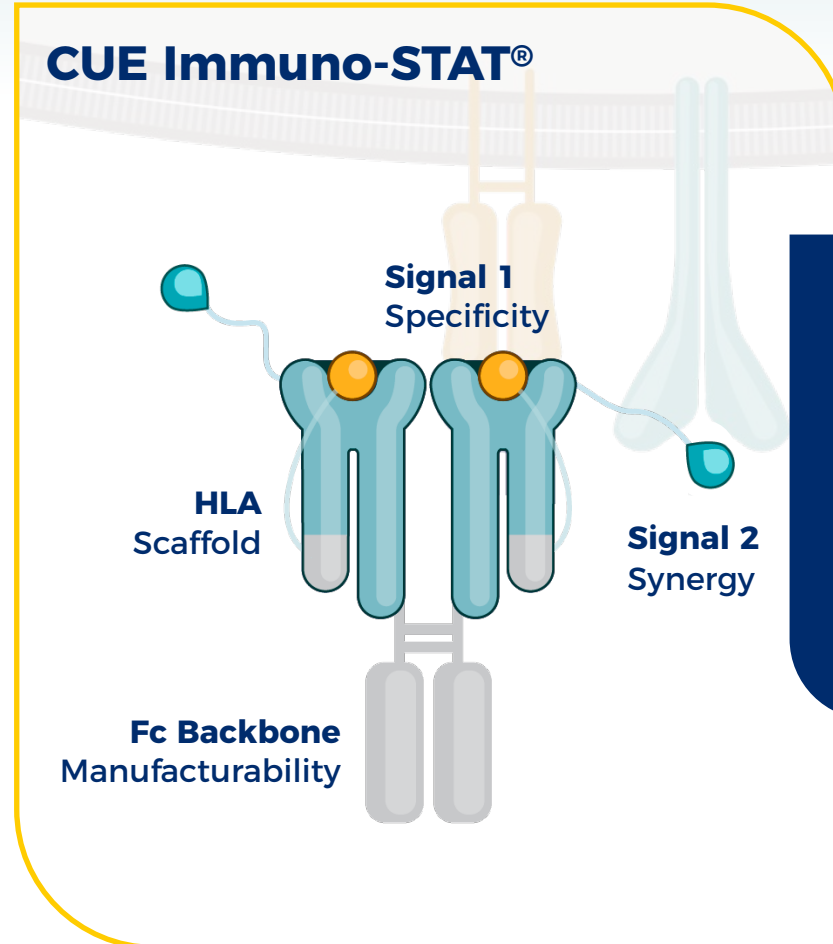 CUE Immuno-STAT®
Signal 1
Specificity
HLA
Scaffold
Signal 2
Synergy
Fc Backbone
Manufacturability